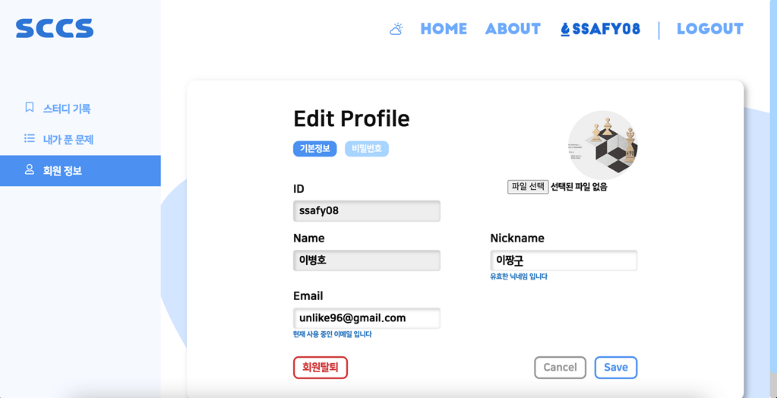 SCCS
HOME ABOUT SSAFY08 LOGOUT
스터디 기록
내가 푼 문제
회원 정보
Edit Profile
기본정보 비밀번호
파일 선택 선택된 파일 없음
ID
ssafy08
Name
이병호
Nickname
이짱구
유효한 닉네임 입니다
Email
unlike96@gmail.com
현재 사용 중인 이메일 입니다
회원탈퇴 Cancel Save